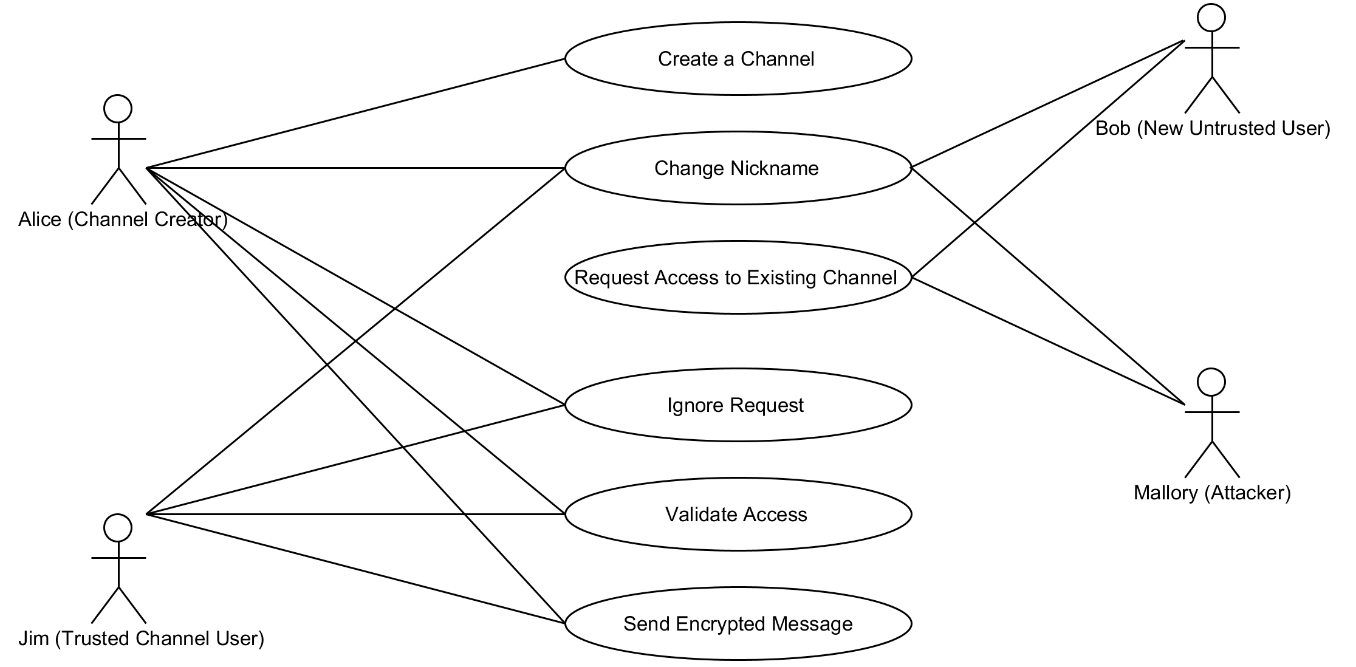 Create a Channel
Bob (New Untrusted User)
Change Nickname
Alice (Channel Creator)
Request Access to Existing Channel
Ignore Request
Mallory (Attacker)
Validate Access
Send Encrypted Message
Jim (Trusted Channel User)